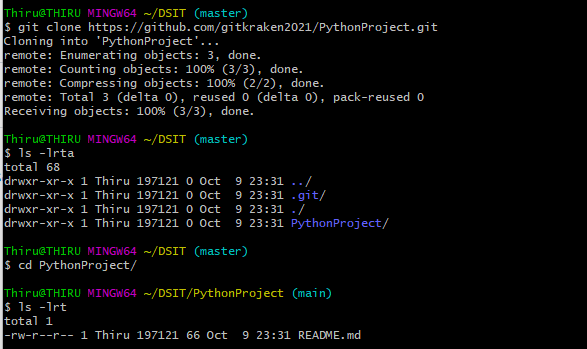 Thiru@THIRU MINGW64 ~/DSIT (master)
$ git clone https://github.com/gitkraken2021/PythonProject.git
Cloning into 'PythonProject'...
remote: Enumerating objects: 3, done.
remote: Counting objects: 100% (3/3), done.
remote: Compressing objects: 100% (2/2), done.
remote: Total 3 (delta 0), reused 0 (delta 0), pack-reused 0
Receiving objects: 100% (3/3), done.
Thiru@THIRU MINGW64 ~/DSIT (master)
$ ls -lrta
total 68
drwxr-xr-x 1 Thiru 197121 0 Oct  9 23:31 ../
drwxr-xr-x 1 Thiru 197121 0 Oct  9 23:31 .git/
drwxr-xr-x 1 Thiru 197121 0 Oct  9 23:31 ./
drwxr-xr-x 1 Thiru 197121 0 Oct  9 23:31 PythonProject/
Thiru@THIRU MINGW64 ~/DSIT (master)
$ cd PythonProject/
Thiru@THIRU MINGW64 ~/DSIT/PythonProject (main)
$ ls -lrt
total 1
-rw-r--r-- 1 Thiru 197121 66 Oct  9 23:31 README.md